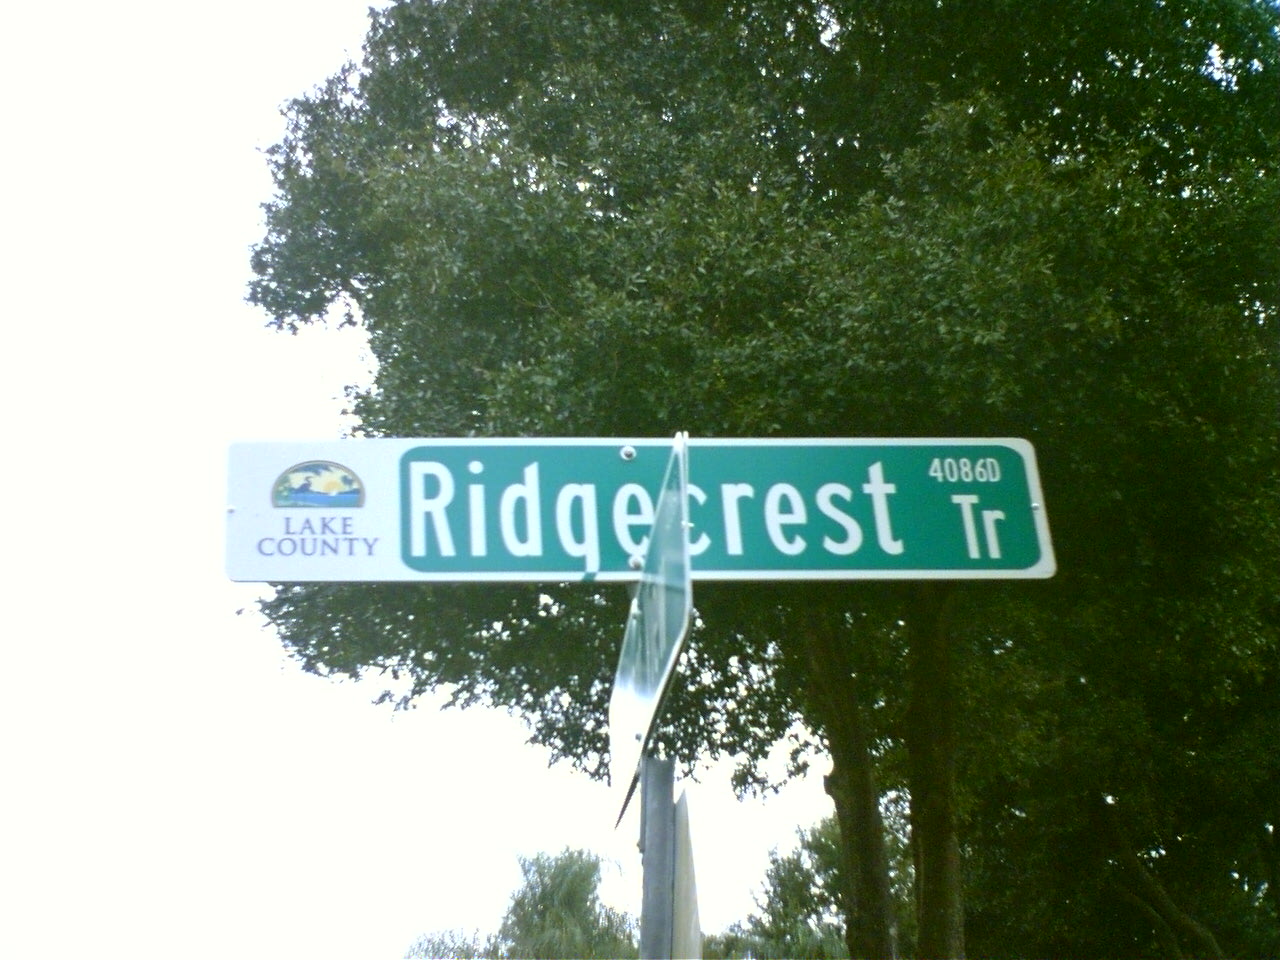 LAKE
COUNTY
Ridgecrest
4086D
Tr